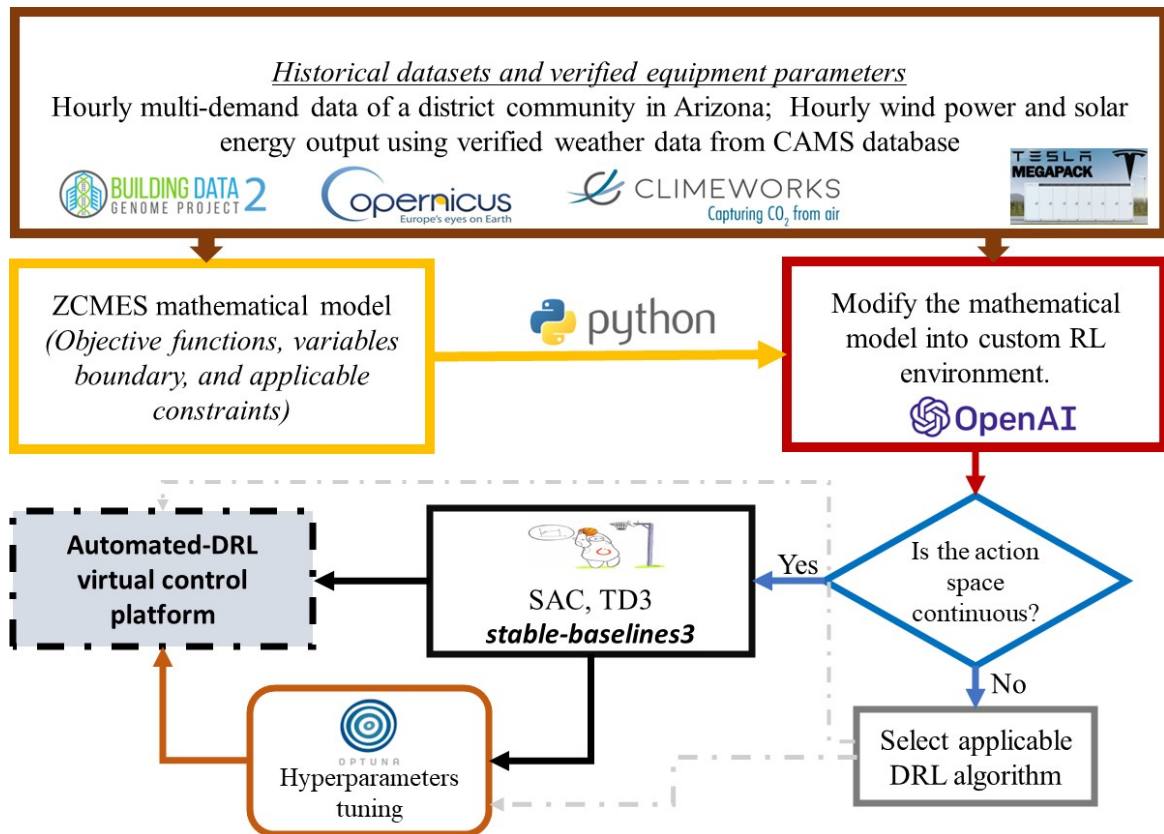 Historical datasets and verified equipment parameters
Hourly multi-demand data of a district community in Arizona; Hourly wind power and solar
energy output using verified weather data from CAMS database
BUILDING DATA
GENOME PROJECT 2
Copernicus
Europe's eyes on Earth
CLIMEWORKS
Capturing CO2 from air
TESLA
MEGAPACK
ZCMES mathematical model
(Objective functions, variables
boundary, and applicable
constraints)
python
Modify the mathematical
model into custom RL
environment.
OpenAI
Automated-DRL
virtual control
platform
SAC, TD3
stable-baselines3
Yes
Is the action
space
continuous?
No
OPTUNA
Hyperparameters
tuning
Select applicable
DRL algorithm